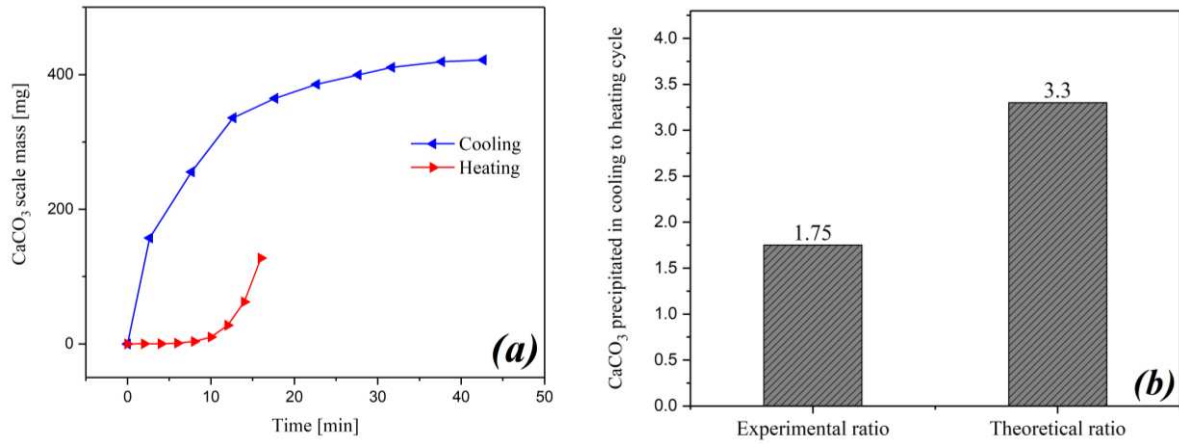 CaCO3 scale mass [mg]
400
200
0
Cooling
Heating
(a)
0
10
20
30
40
50
Time [min]
CaCO3 precipitated in cooling to heating cycle
4.0
3.5
3.0
2.5
2.0
1.5
1.0
0.5
0.0
1.75
3.3
(b)
Experimental ratio
Theoretical ratio